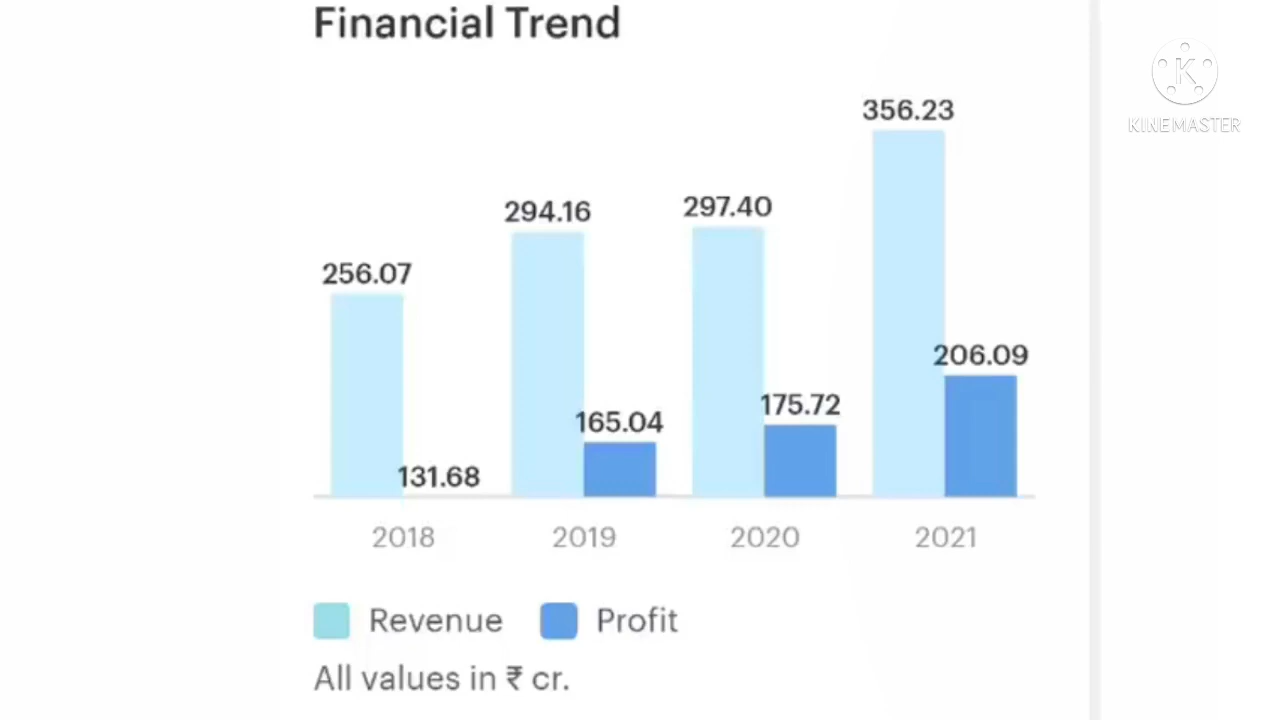 Financial Trend
KINEMASTER
356.23
294.16
297.40
256.07
206.09
175.72
165.04
131.68
2018 2019 2020 2021
Revenue Profit
All values in ₹ cr.